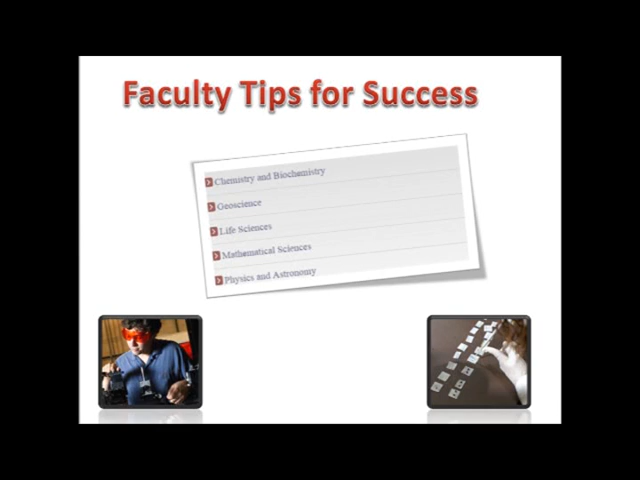 Faculty Tips for Success
Chemistry and Biochemistry
Geoscience
Life Sciences
Mathematical Sciences
Physics and Astronomy